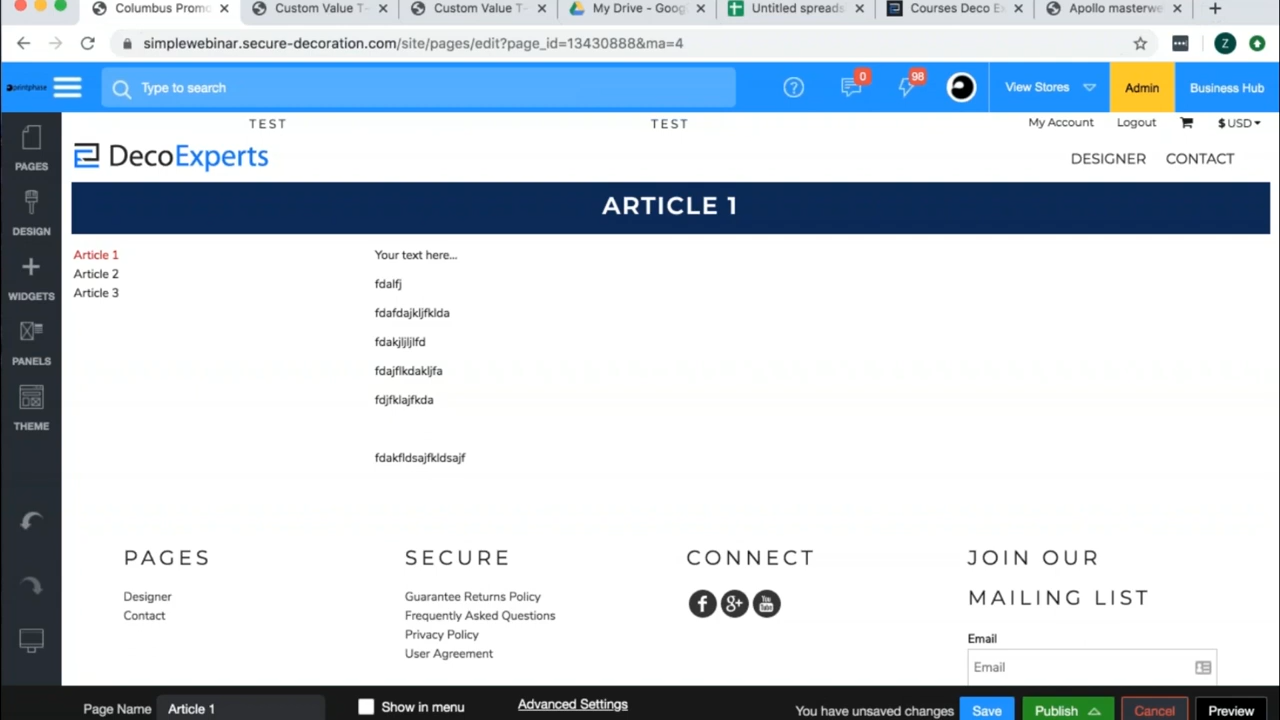 Columbus Promo
Custom Value T-
Custom Value T-
My Drive - Goog
Untitled spreads
Courses Deco E
Apollo masterwe
simplewebinar.secure-decoration.com/site/pages/edit?page_id=13430888&ma=4
Z
printphase
Type to search
?
0
98
View Stores
Admin
Business Hub
TEST
TEST
My Account
Logout
$ USD
PAGES
DecoExperts
DESIGNER
CONTACT
DESIGN
ARTICLE 1
Article 1
Article 2
Article 3
Your text here...
fdalfj
fdafdajkljfklda
fdakjljljlfd
fdajflkdakljfa
fdjfklajfkda
fdakfldsajfkldsajf
WIDGETS
PANELS
THEME
PAGES
Designer
Contact
SECURE
Guarantee Returns Policy
Frequently Asked Questions
Privacy Policy
User Agreement
CONNECT
f
g+
You
Tube
JOIN OUR
MAILING LIST
Email
Email
Page Name
Article 1
Show in menu
Advanced Settings
You have unsaved changes
Save
Publish
Cancel
Preview